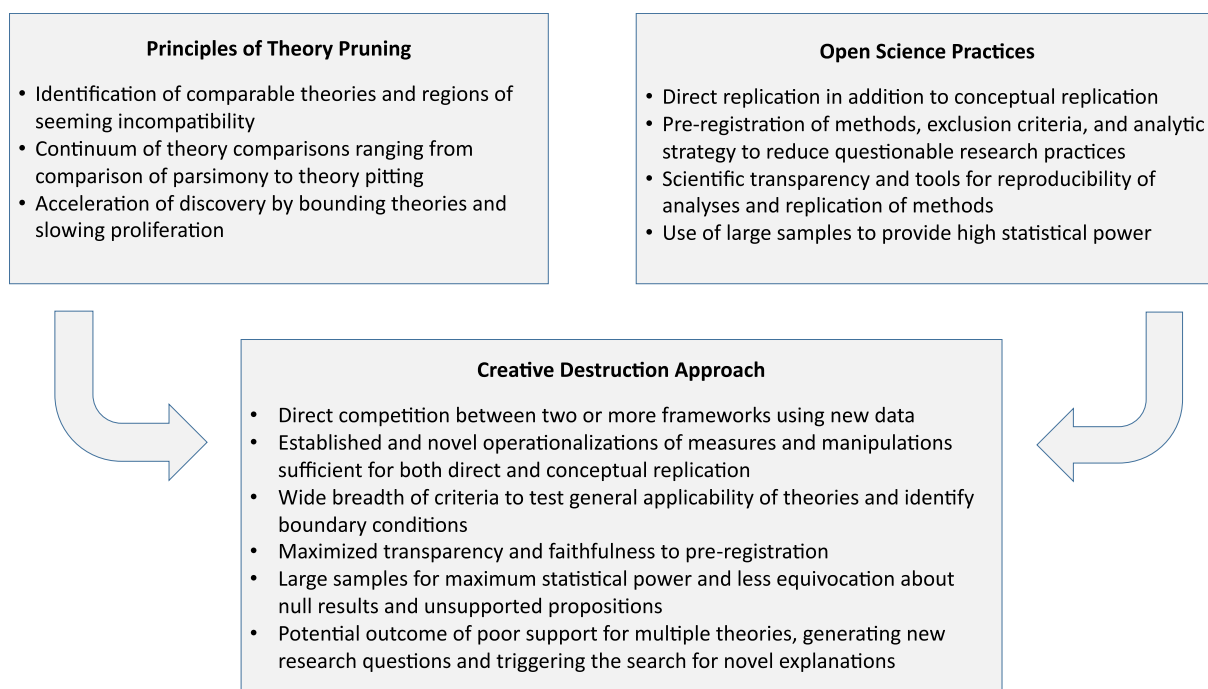 Principles of Theory Pruning
• Identification of comparable theories and regions of
seeming incompatibility
• Continuum of theory comparisons ranging from
comparison of parsimony to theory pitting
• Acceleration of discovery by bounding theories and
slowing proliferation
Open Science Practices
• Direct replication in addition to conceptual replication
• Pre-registration of methods, exclusion criteria, and analytic
strategy to reduce questionable research practices
• Scientific transparency and tools for reproducibility of
analyses and replication of methods
• Use of large samples to provide high statistical power
Creative Destruction Approach
• Direct competition between two or more frameworks using new data
• Established and novel operationalizations of measures and manipulations
sufficient for both direct and conceptual replication
• Wide breadth of criteria to test general applicability of theories and identify
boundary conditions
• Maximized transparency and faithfulness to pre-registration
• Large samples for maximum statistical power and less equivocation about
null results and unsupported propositions
• Potential outcome of poor support for multiple theories, generating new
research questions and triggering the search for novel explanations